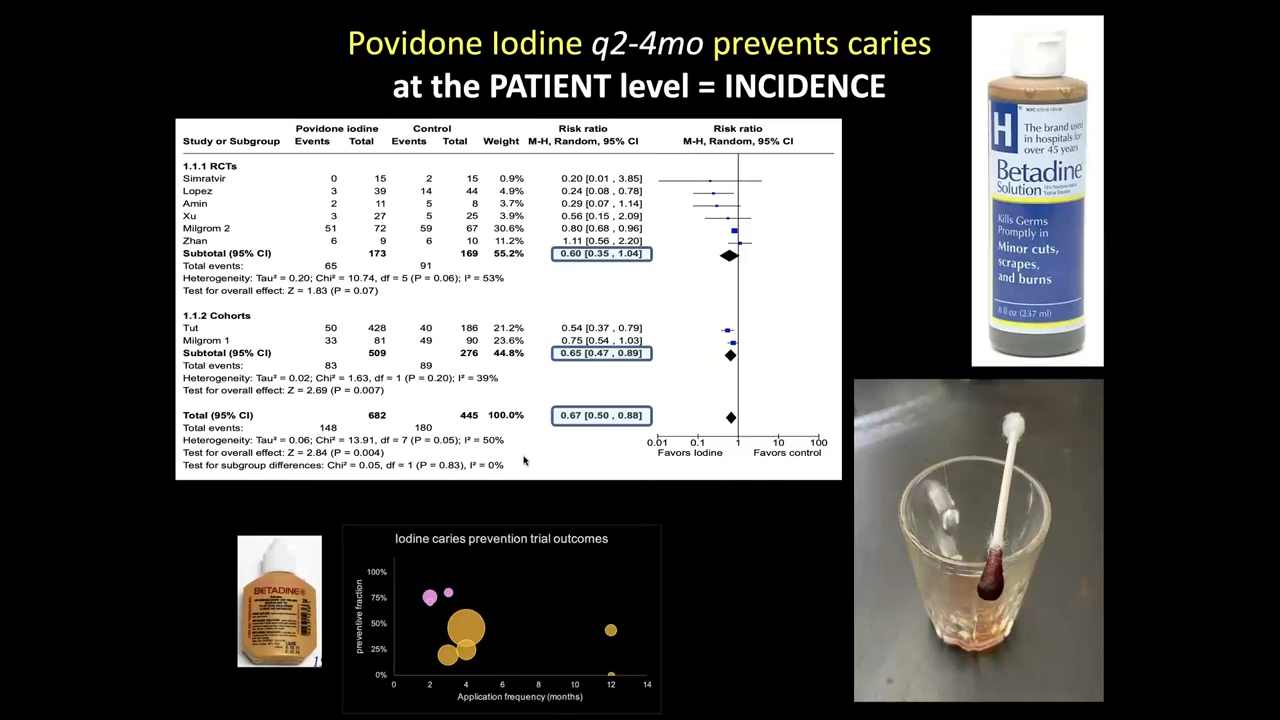 Povidone Iodine q2-4mo prevents caries
at the PATIENT level = INCIDENCE
Povidone iodine Control Risk ratio Risk ratio
Study or Subgroup Events Total Events Total Weight M-H, Random, 95% CI M-H, Random, 95% CI
1.1.1 RCTs
Simratvir 0 15 2 15 0.9% 0.20 [0.01 , 3.85]
Lopez 3 39 14 44 4.9% 0.24 [0.08 , 0.78]
Amin 2 11 5 8 3.7% 0.29 [0.07 , 1.14]
Xu 3 27 5 25 3.9% 0.56 [0.15 , 2.09]
Milgrom 2 51 72 59 67 30.6% 0.80 [0.68 , 0.96]
Zhan 6 9 6 10 11.2% 1.11 [0.56 , 2.20]
Subtotal (95% CI) 173 169 55.2% 0.60 [0.35 , 1.04]
Total events: 65 91
Heterogeneity: Tau² = 0.20; Chi² = 10.74, df = 5 (P = 0.06); I² = 53%
Test for overall effect: Z = 1.83 (P = 0.07)
1.1.2 Cohorts
Tut 50 428 40 186 21.2% 0.54 [0.37 , 0.79]
Milgrom 1 33 81 49 90 23.6% 0.75 [0.54 , 1.03]
Subtotal (95% CI) 509 276 44.8% 0.65 [0.47 , 0.89]
Total events: 83 89
Heterogeneity: Tau² = 0.02; Chi² = 1.63, df = 1 (P = 0.20); I² = 39%
Test for overall effect: Z = 2.69 (P = 0.007)
Total (95% CI) 682 445 100.0% 0.67 [0.50 , 0.88]
Total events: 148 180
Heterogeneity: Tau² = 0.06; Chi² = 13.91, df = 7 (P = 0.05); I² = 50%
Test for overall effect: Z = 2.84 (P = 0.004)
Test for subgroup differences: Chi² = 0.05, df = 1 (P = 0.83), I² = 0%
0.01 0.1 1 10 100
Favors Iodine Favors control
H
The brand used
in hospitals for
over 45 years
Betadine
Solution
Kills Germs
Promptly in
Minor cuts,
scrapes,
and burns
8 fl oz (237 ml)
BETADINE®
Iodine caries prevention trial outcomes
preventive fraction
100%
75%
50%
25%
0%
0 2 4 6 8 10 12 14
Application frequency (months)